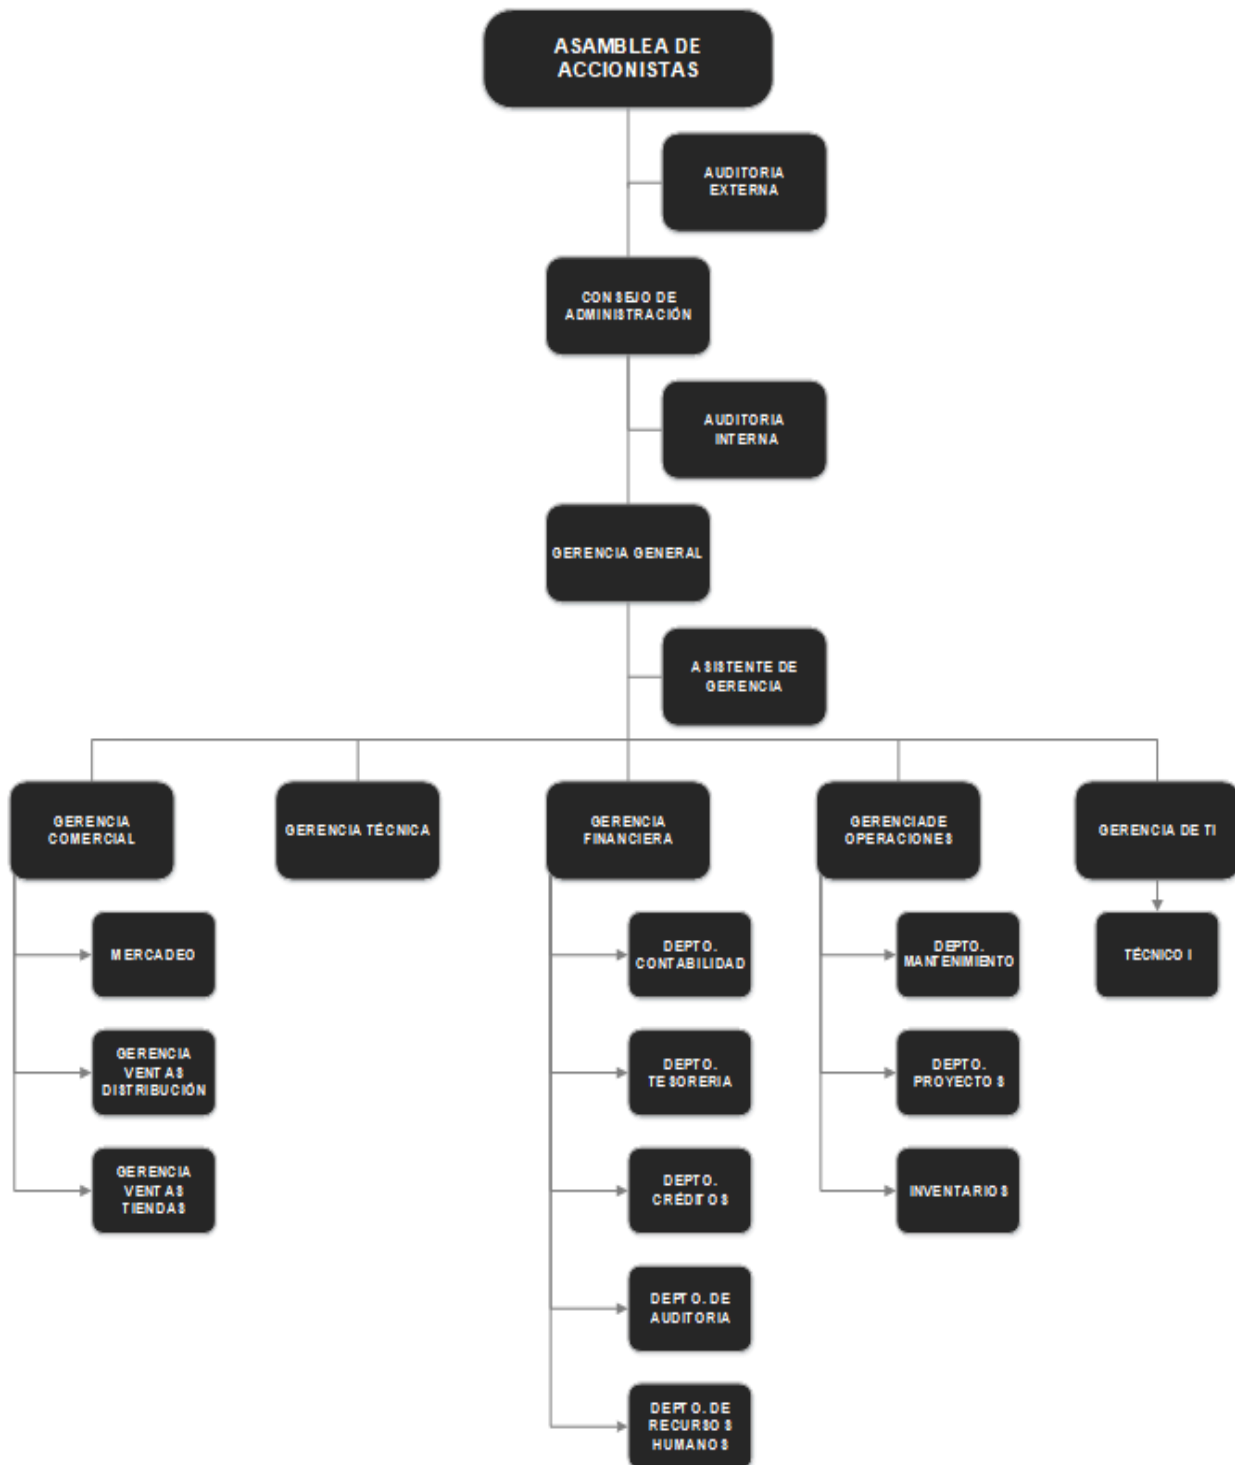 ASAMBLEA DE
ACCIONISTAS
AUDITORIA
EXTERNA
CONSEJO DE
ADMINISTRACIÓN
AUDITORIA
INTERNA
GERENCIA GENERAL
ASISTENTE DE
GERENCIA
GERENCIA
COMERCIAL
GERENCIA TÉCNICA
GERENCIA
FINANCIERA
GERENCIADE
OPERACIONES
GERENCIA DE TI
MERCADEO
DEPTO.
CONTABILIDAD
DEPTO.
MANTENIMIENTO
TÉCNICO I
GERENCIA
VENTAS
DISTRIBUCIÓN
DEPTO.
TESORERIA
DEPTO.
PROYECTOS
GERENCIA
VENTAS
TIENDAS
DEPTO.
CRÉDITOS
INVENTARIOS
DEPTO. DE
AUDITORIA
DEPTO. DE
RECURSOS
HUMANOS